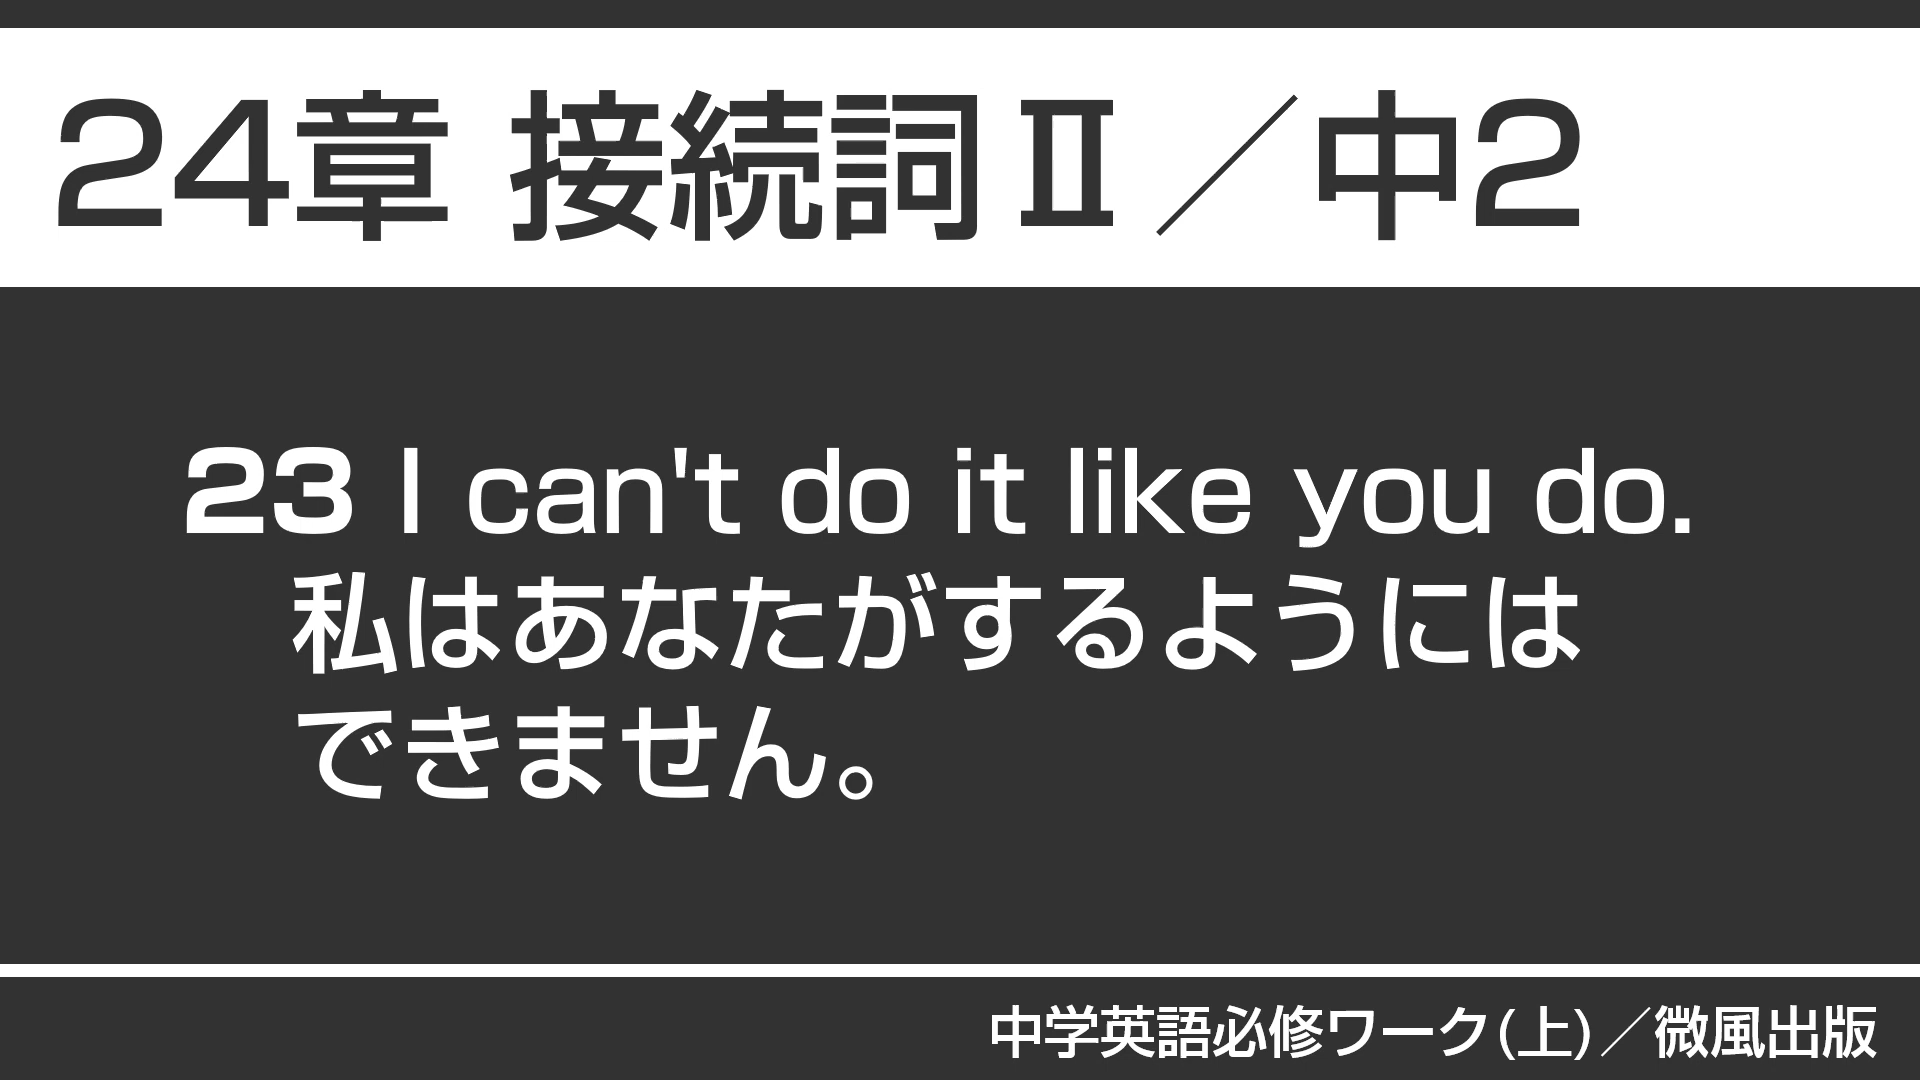 24章 接続詞Ⅱ／中2
23 I can't do it like you do.
私はあなたがするようには
できません。
中学英語必修ワーク(上)／微風出版